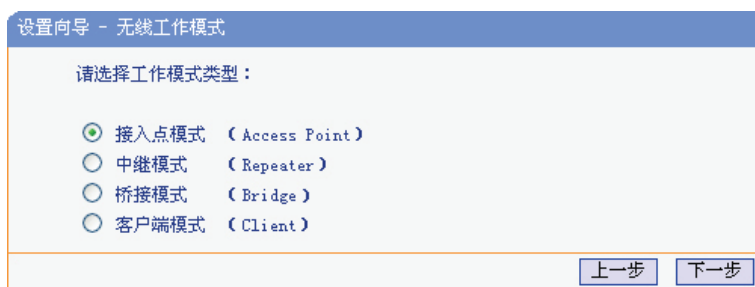 设置向导 - 无线工作模式
请选择工作模式类型：
接入点模式 （Access Point）
中继模式 （Repeater）
桥接模式 （Bridge）
客户端模式 （Client）
上一步 下一步